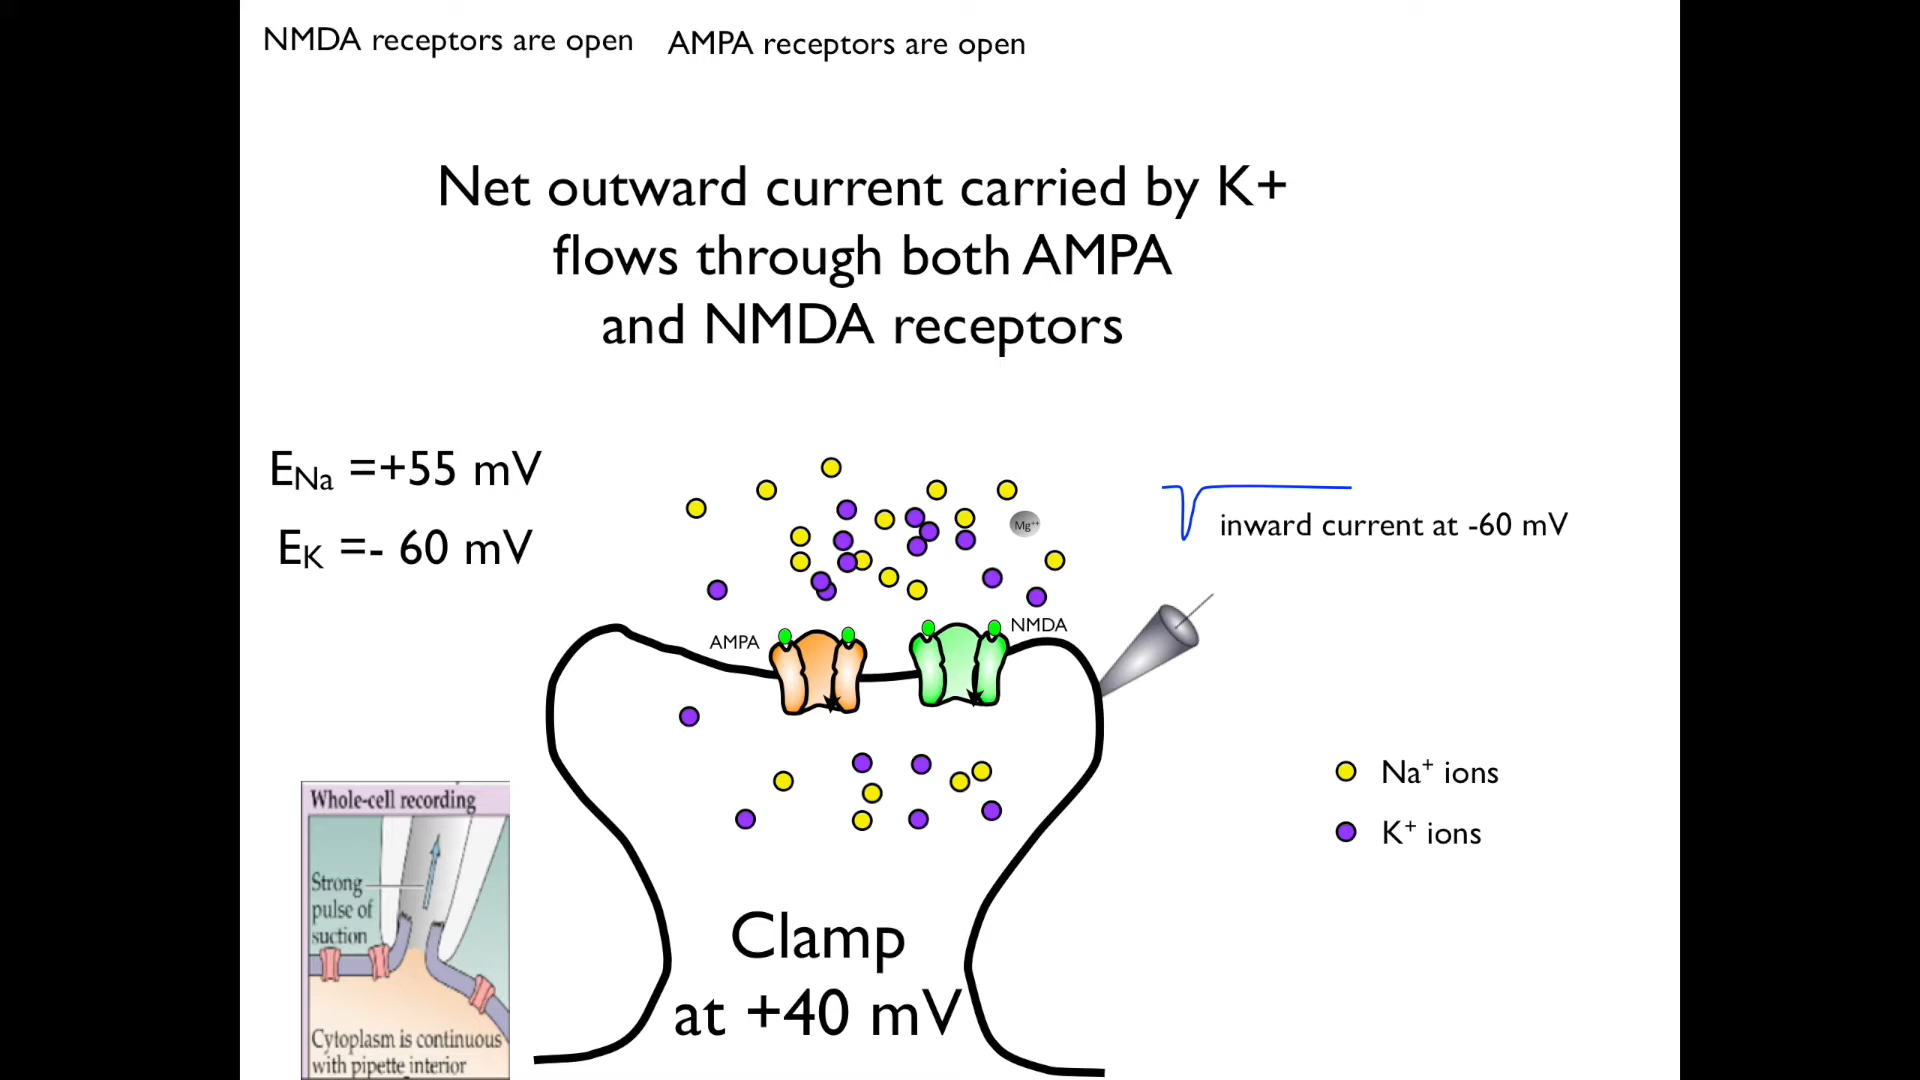 NMDA receptors are open
AMPA receptors are open
Net outward current carried by K+
flows through both AMPA
and NMDA receptors
ENa =+55 mV
EK =- 60 mV
Mg++
inward current at -60 mV
AMPA
NMDA
Na+ ions
K+ ions
Whole-cell recording
Strong
pulse of
suction
Cytoplasm is continuous
with pipette interior
Clamp
at +40 mV